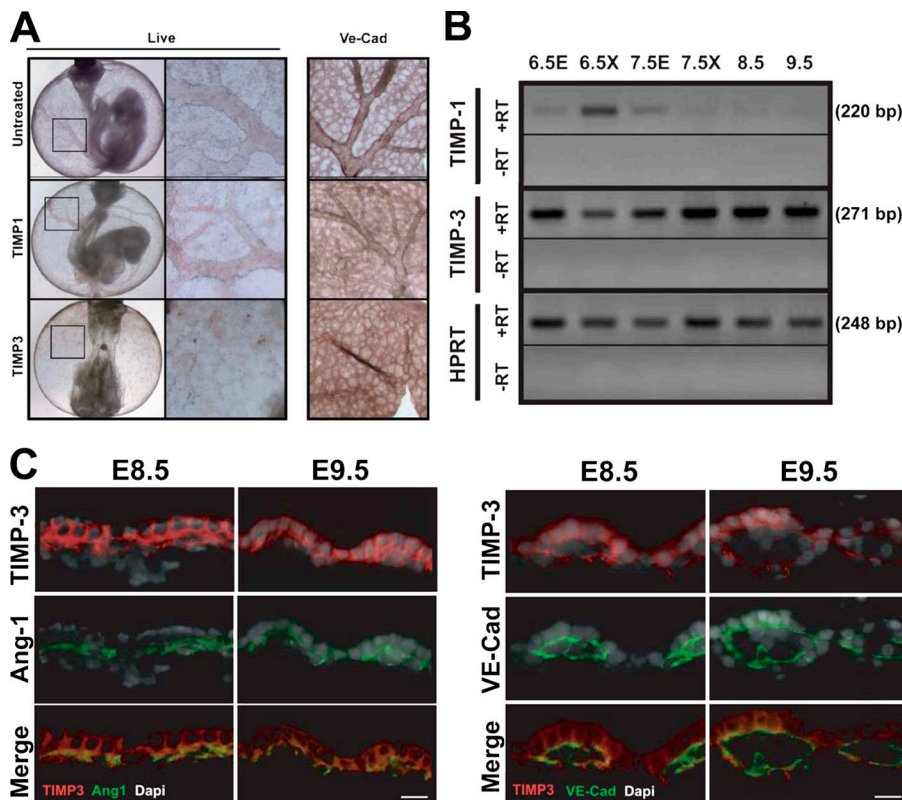 A
Live
Ve-Cad
Untreated
TIMP1
TIMP3
B
6.5E 6.5X 7.5E 7.5X 8.5 9.5
TIMP-1
+RT
(220 bp)
-RT
TIMP-3
+RT
(271 bp)
-RT
HPRT
+RT
(248 bp)
-RT
C
E8.5 E9.5
TIMP-3
Ang-1
Merge
TIMP3 Ang1 Dapi
E8.5 E9.5
TIMP-3
VE-Cad
Merge
TIMP3 VE-Cad Dapi